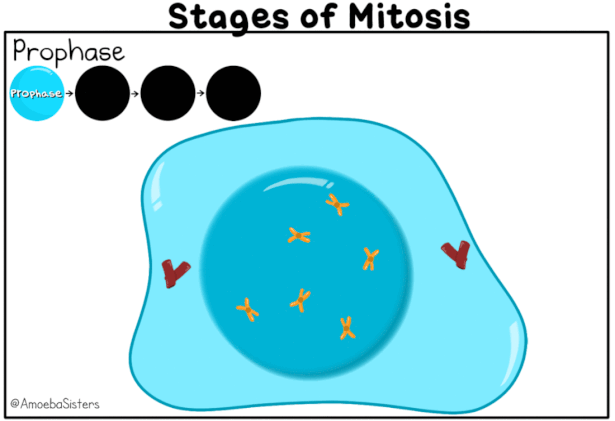 Stages of Mitosis
Prophase
Prophase
@AmoebaSisters